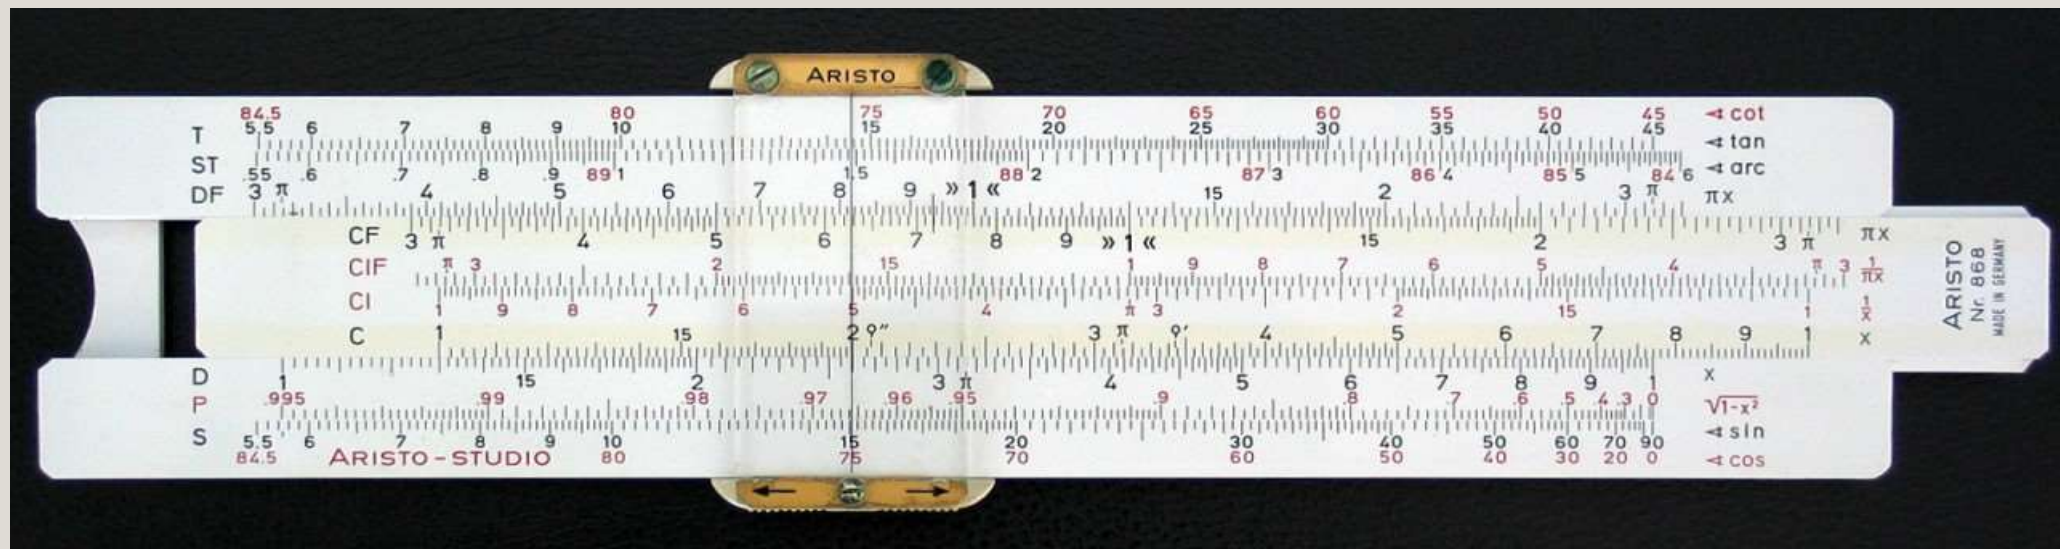 ARISTO
84.5 80 75 70 65 60 55 50 45 ⊲ cot
T 5.5 6 7 8 9 10 15 20 25 30 35 40 45 ⊲ tan
ST .55 .6 .7 .8 .9 89 1 1.5 88 2 87 3 86 4 85 5 84 6 ⊲ arc
DF 3 π 4 5 6 7 8 9 » 1 « 15 2 3 π πx
CF 3 π 4 5 6 7 8 9 » 1 « 15 2 3 π πx
CIF π 3 2 15 1 9 8 7 6 5 4 π 3 1/πx
CI 1 9 8 7 6 5 4 π 3 2 15 1 1/x
C 1 15 2 ϱ″ 3 π ϱ′ 4 5 6 7 8 9 1 x
ARISTO
Nr. 868
MADE IN GERMANY
D 1 15 2 3 π 4 5 6 7 8 9 1 x
P .995 .99 .98 .97 .96 .95 .9 .8 .7 .6 .5 .4 .3 0 √1-x²
S 5.5 6 7 8 9 10 15 20 30 40 50 60 70 90 ⊲ sin
84.5 ARISTO-STUDIO 80 75 70 60 50 40 30 20 0 ⊲ cos